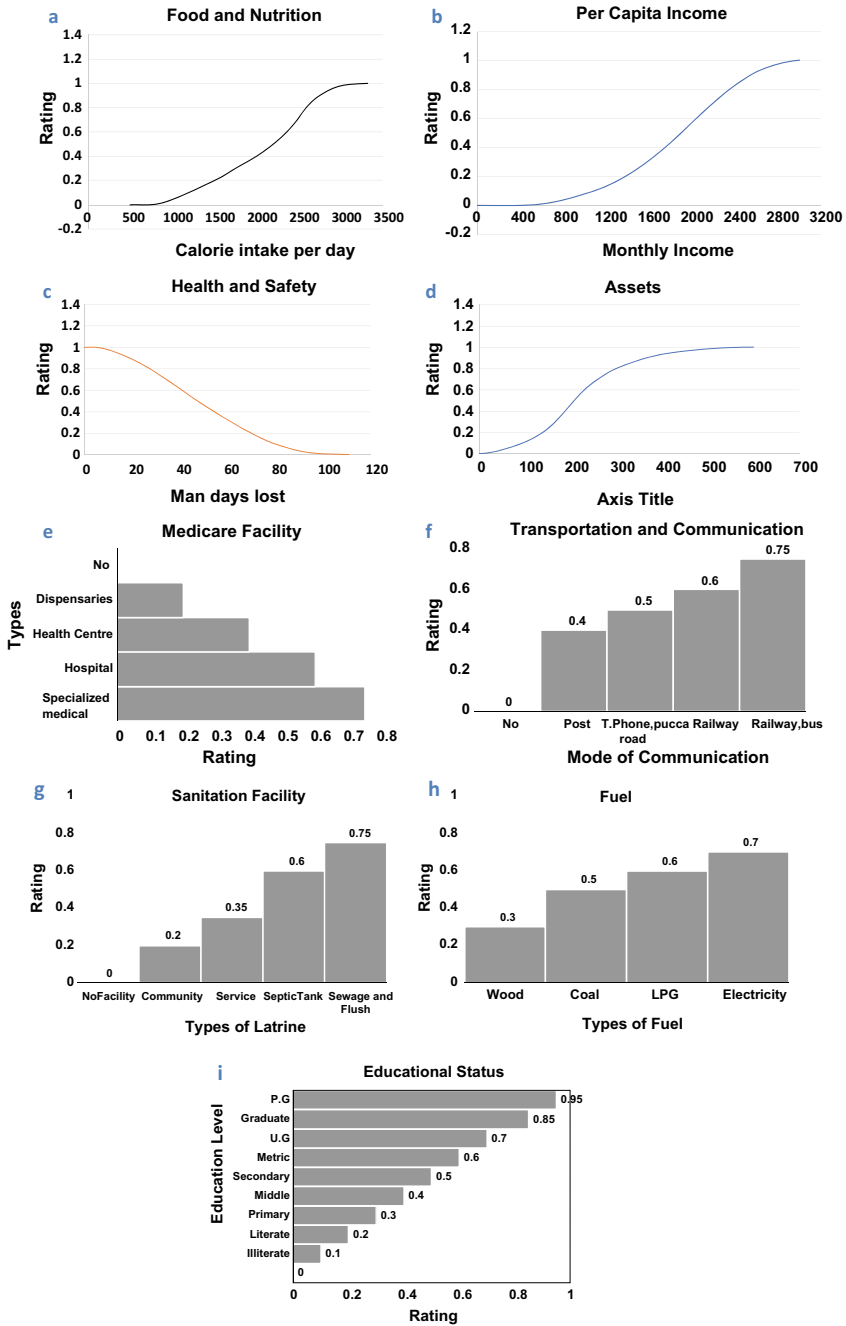 a
Food and Nutrition
1.4
1.2
1
0.8
0.6
0.4
0.2
0
-0.2
Rating
0 500 1000 1500 2000 2500 3000 3500
Calorie intake per day
b
Per Capita Income
1.2
1
0.8
0.6
0.4
0.2
0
-0.2
Rating
0 400 800 1200 1600 2000 2400 2800 3200
Monthly Income
c
Health and Safety
1.4
1.2
1
0.8
0.6
0.4
0.2
0
Rating
0 20 40 60 80 100 120
Man days lost
d
Assets
1.4
1.2
1
0.8
0.6
0.4
0.2
0
Rating
0 100 200 300 400 500 600 700
Axis Title
e
Medicare Facility
Types
No
Dispensaries
Health Centre
Hospital
Specialized
medical
0 0.1 0.2 0.3 0.4 0.5 0.6 0.7 0.8
Rating
f
Transportation and Communication
0.8
0.6
0.4
0.2
0
Rating
0
0.4
0.5
0.6
0.75
No Post T.Phone,pucca Railway Railway,bus
road
Mode of Communication
g
Sanitation Facility
1
0.8
0.6
0.4
0.2
0
Rating
0
0.2
0.35
0.6
0.75
NoFacility Community Service SepticTank Sewage and
Flush
Types of Latrine
h
Fuel
1
0.8
0.6
0.4
0.2
0
Rating
0.3
0.5
0.6
0.7
Wood Coal LPG Electricity
Types of Fuel
i
Educational Status
Education Level
P.G 0.95
Graduate 0.85
U.G 0.7
Metric 0.6
Secondary 0.5
Middle 0.4
Primary 0.3
Literate 0.2
Illiterate 0.1
0
0 0.2 0.4 0.6 0.8 1
Rating